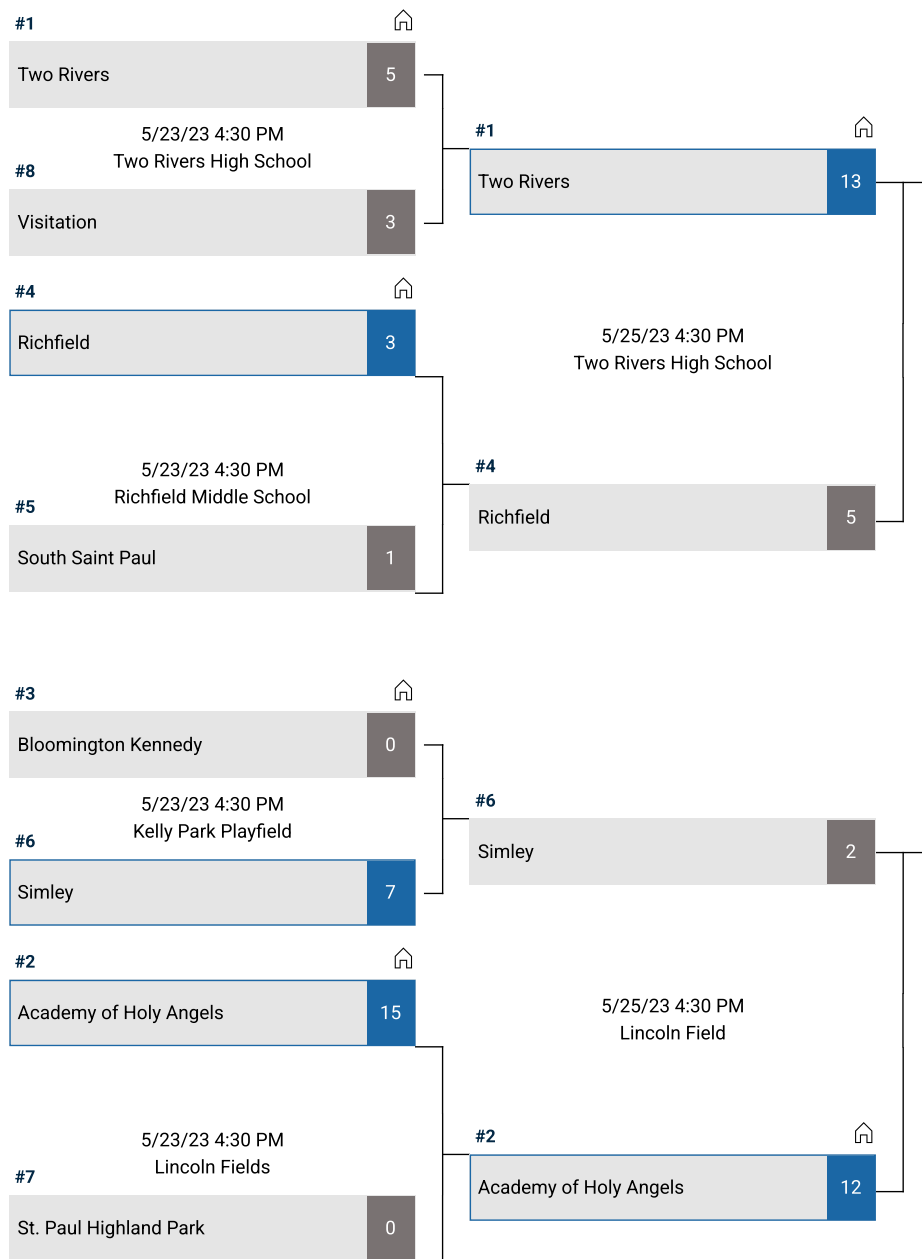 #1
Two Rivers
5
5/23/23 4:30 PM
Two Rivers High School
#8
Visitation
3
#4
Richfield
3
5/23/23 4:30 PM
Richfield Middle School
#5
South Saint Paul
1
#1
Two Rivers
13
5/25/23 4:30 PM
Two Rivers High School
#4
Richfield
5
#3
Bloomington Kennedy
0
5/23/23 4:30 PM
Kelly Park Playfield
#6
Simley
7
#2
Academy of Holy Angels
15
5/23/23 4:30 PM
Lincoln Fields
#7
St. Paul Highland Park
0
#6
Simley
2
5/25/23 4:30 PM
Lincoln Field
#2
Academy of Holy Angels
12